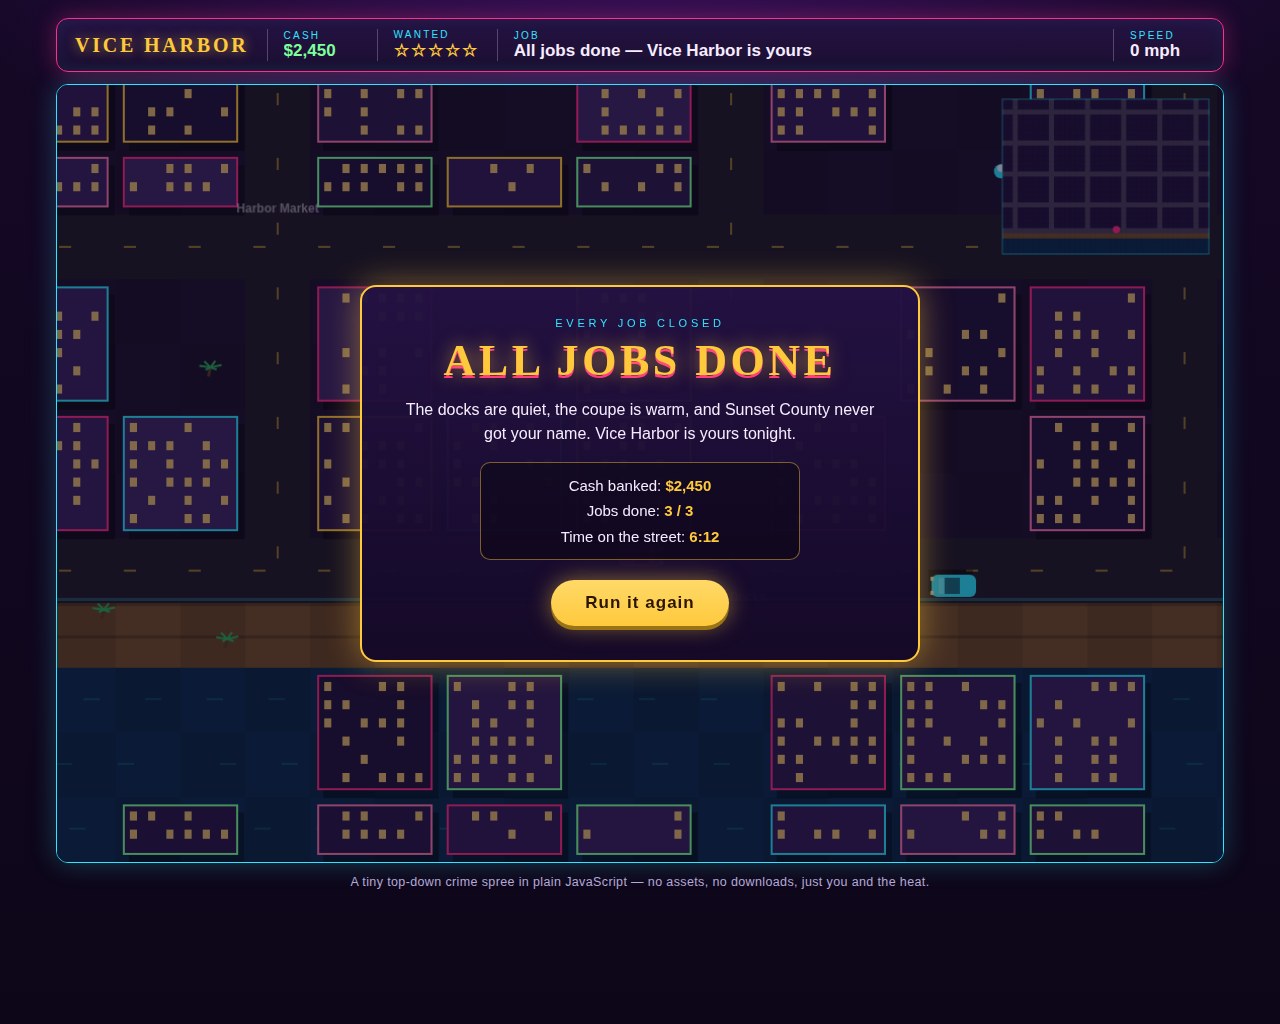 VICE HARBOR
CASH
$2,450
WANTED
☆☆☆☆☆
JOB
All jobs done — Vice Harbor is yours
SPEED
0 mph
Harbor Market
EVERY JOB CLOSED
ALL JOBS DONE
The docks are quiet, the coupe is warm, and Sunset County never
got your name. Vice Harbor is yours tonight.
Cash banked: $2,450
Jobs done: 3 / 3
Time on the street: 6:12
Run it again
A tiny top-down crime spree in plain JavaScript — no assets, no downloads, just you and the heat.